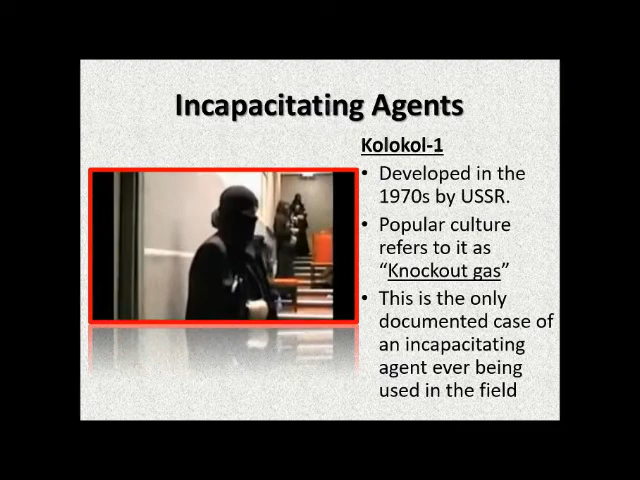 Incapacitating Agents
Kolokol-1
• Developed in the
1970s by USSR.
• Popular culture
refers to it as
“Knockout gas”
• This is the only
documented case of
an incapacitating
agent ever being
used in the field